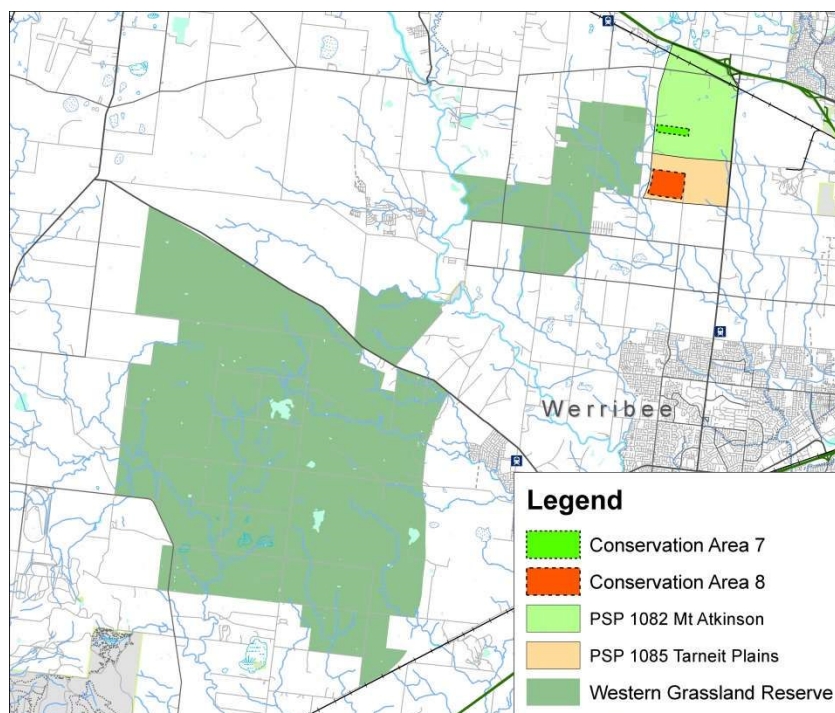 Werribee
Legend
Conservation Area 7
Conservation Area 8
PSP 1082 Mt Atkinson
PSP 1085 Tarneit Plains
Western Grassland Reserve